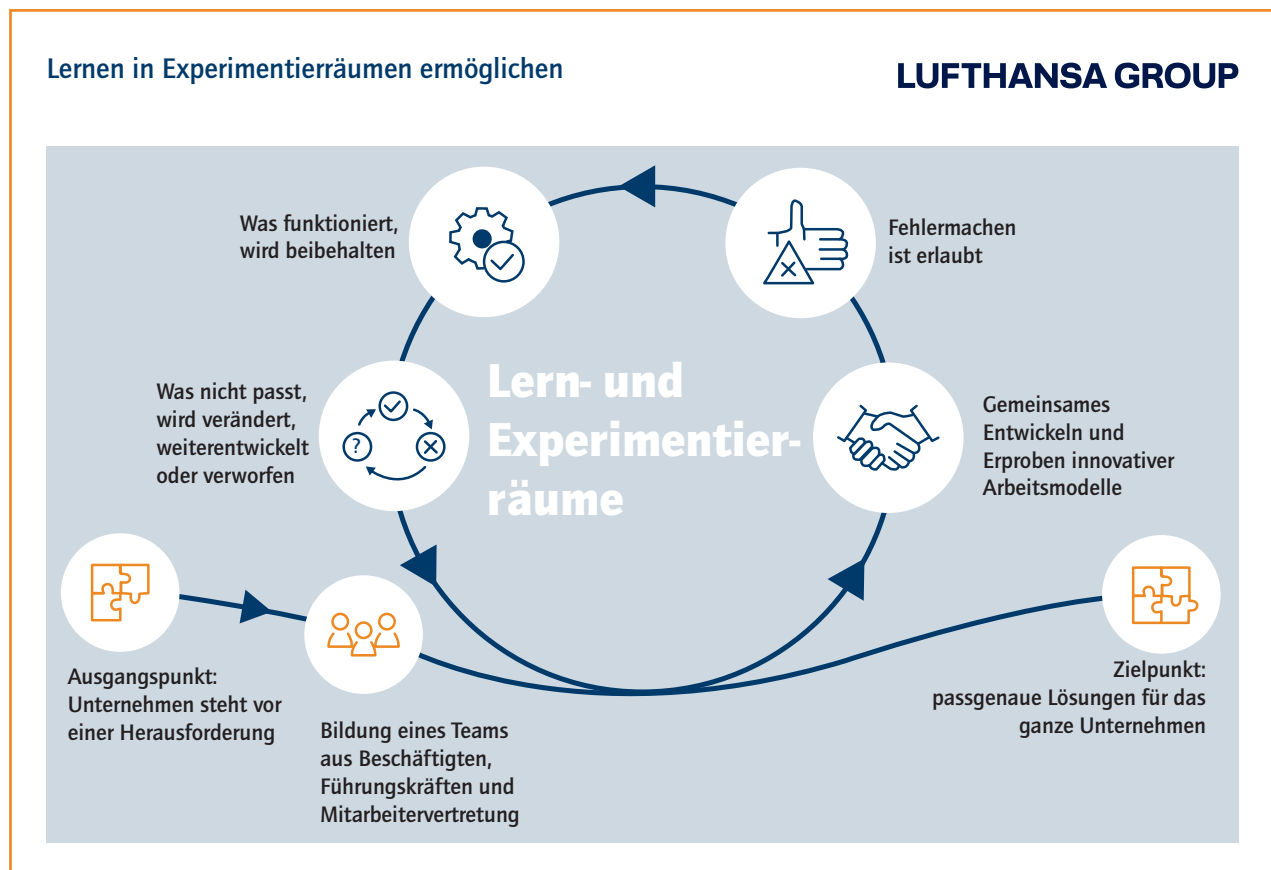 Lernen in Experimentierräumen ermöglichen
LUFTHANSA GROUP
Was funktioniert,
wird beibehalten
Fehlermachen
ist erlaubt
Was nicht passt,
wird verändert,
weiterentwickelt
oder verworfen
?
Lern- und
Experimentier-
räume
Gemeinsames
Entwickeln und
Erproben innovativer
Arbeitsmodelle
Ausgangspunkt:
Unternehmen steht vor
einer Herausforderung
Bildung eines Teams
aus Beschäftigten,
Führungskräften und
Mitarbeitervertretung
Zielpunkt:
passgenaue Lösungen für das
ganze Unternehmen